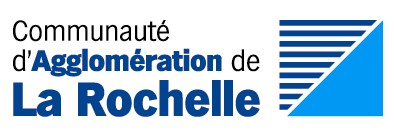 Communauté
d'Agglomération de
La Rochelle